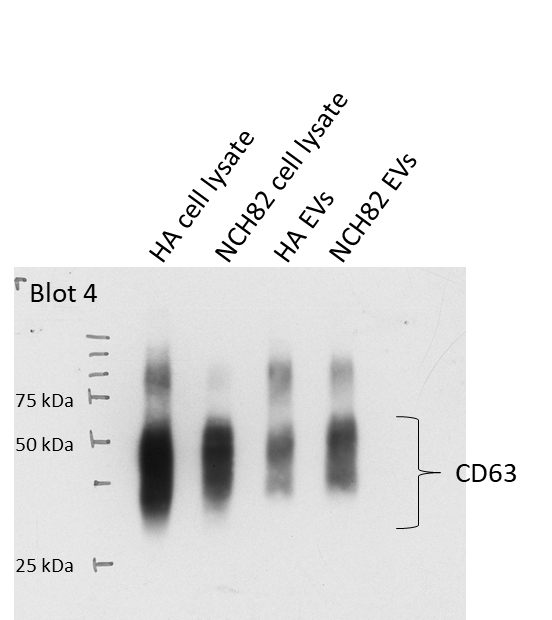 HA cell lysate
NCH82 cell lysate
HA EVs
NCH82 EVs
Blot 4
75 kDa
50 kDa
CD63
25 kDa